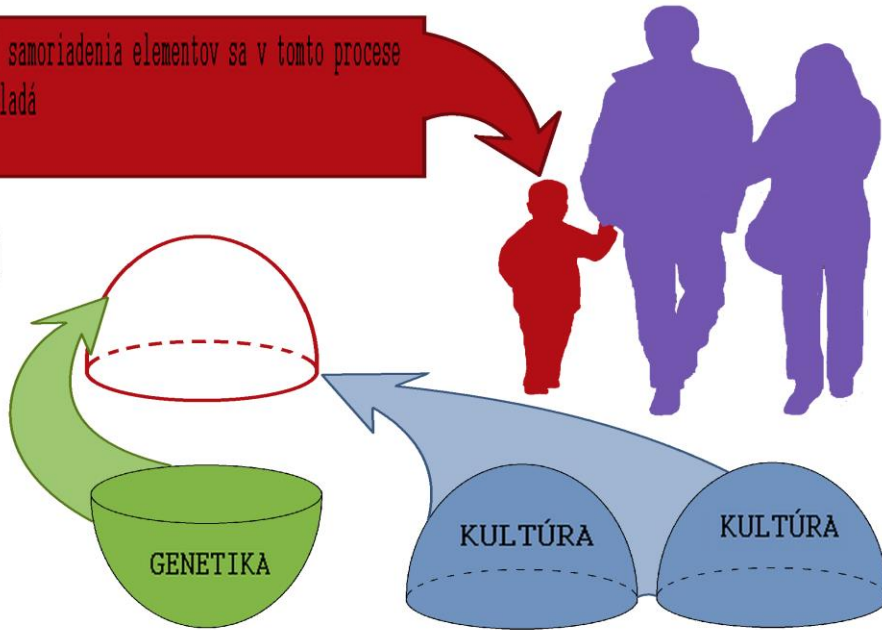 samoriadenia elementov sa v tomto procese
ladá
GENETIKA
KULTÚRA
KULTÚRA